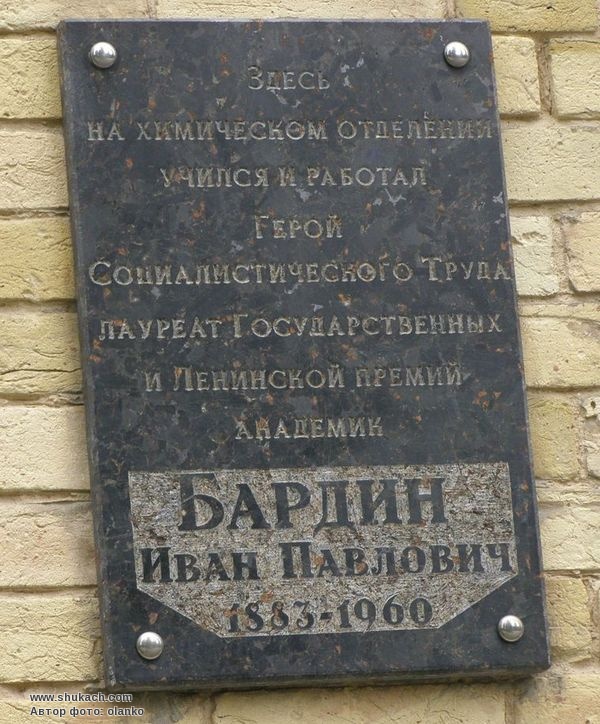 Здесь
на химическом отделении
учился и работал
Герой
Социалистического Труда
лауреат Государственных
и Ленинской премий
академик
Бардин
Иван Павлович
1883-1960
www.shukach.com
Автор фото: olanko